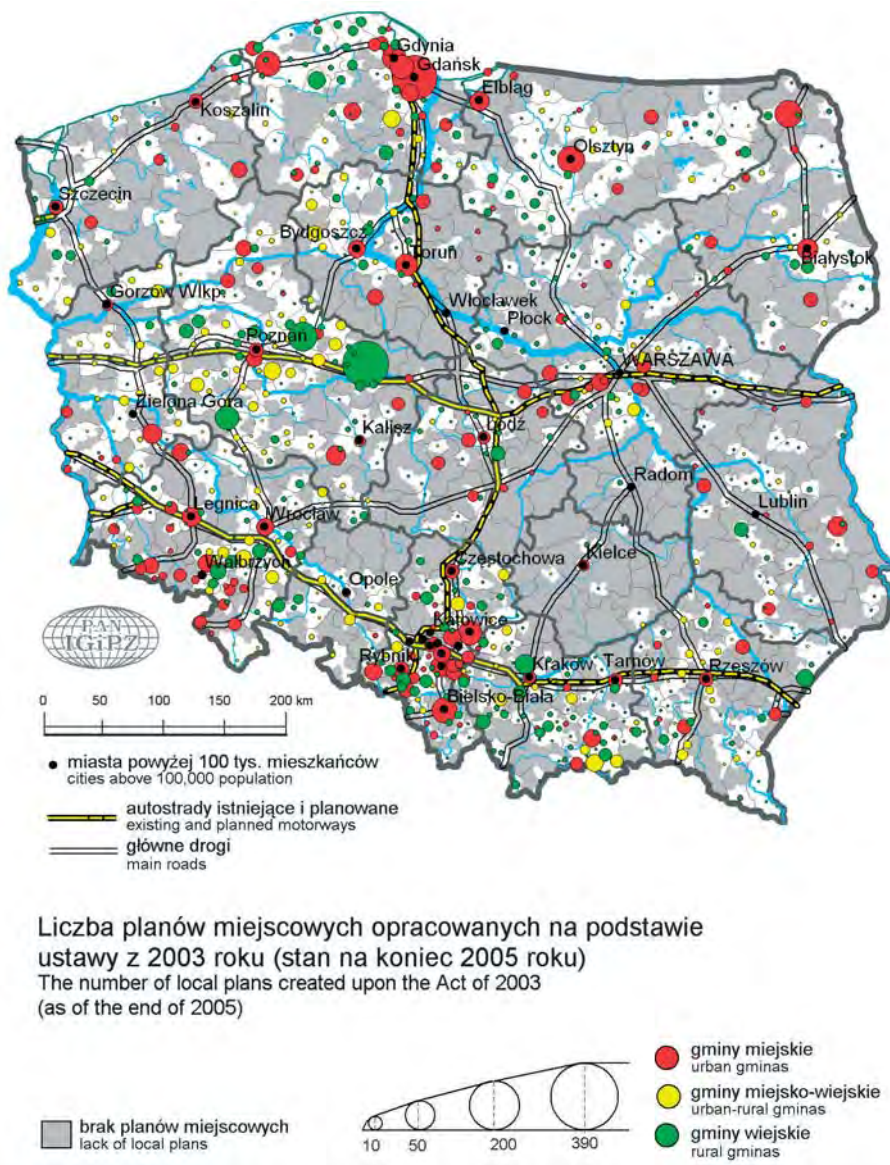 Gdynia
Gdańsk
Elbląg
Koszalin
Olsztyn
Szczecin
Bydgoszcz
Toruń
Białystok
Gorzów Wlkp.
Włocławek
Płock
Poznań
WARSZAWA
Zielona Góra
Kalisz
Łódź
Radom
Legnica
Wrocław
Lublin
Wałbrzych
Częstochowa
Kielce
Opole
PAN
IGiPZ
Katowice
Rybnik
Kraków
Tarnów
Rzeszów
Bielsko-Biała
0 50 100 150 200 km
miasta powyżej 100 tys. mieszkańców
cities above 100,000 population
autostrady istniejące i planowane
existing and planned motorways
główne drogi
main roads
Liczba planów miejscowych opracowanych na podstawie
ustawy z 2003 roku (stan na koniec 2005 roku)
The number of local plans created upon the Act of 2003
(as of the end of 2005)
gminy miejskie
urban gminas
gminy miejsko-wiejskie
urban-rural gminas
gminy wiejskie
rural gminas
brak planów miejscowych
lack of local plans
10 50 200 390